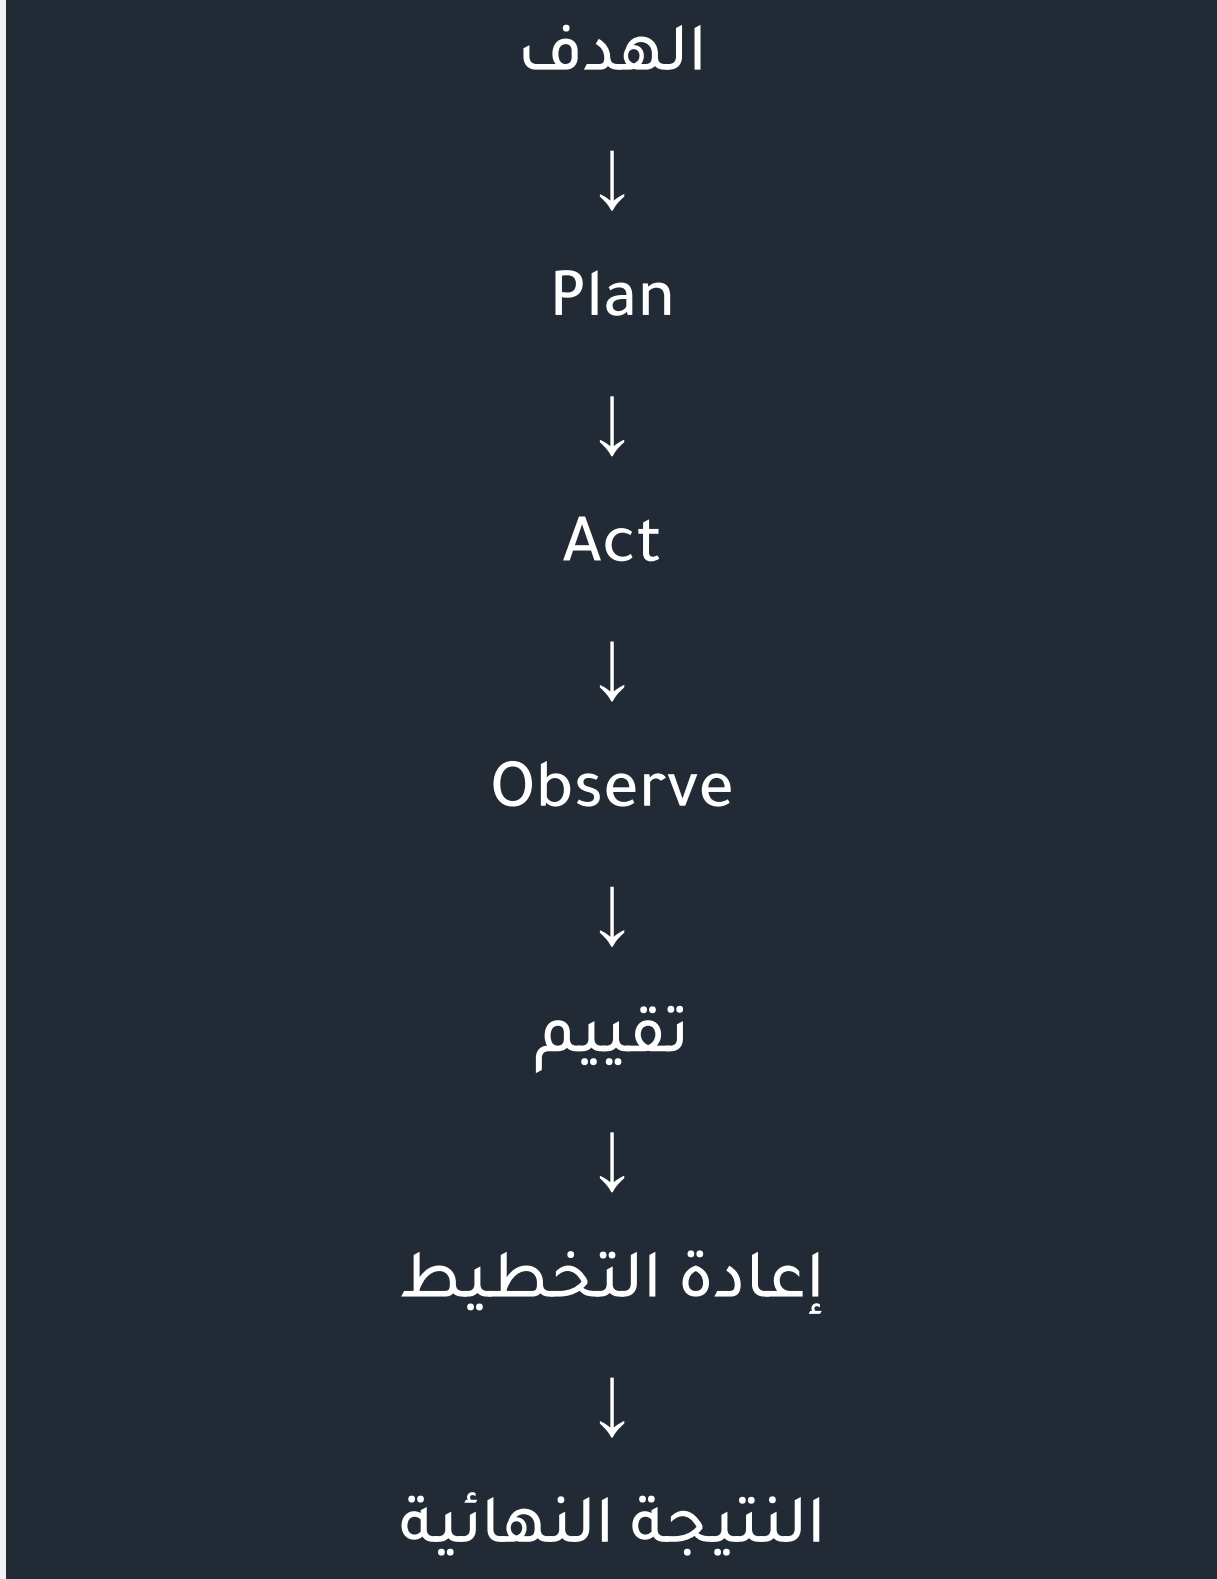 الهدف
↓
Plan
↓
Act
↓
Observe
↓
تقييم
↓
إعادة التخطيط
↓
النتيجة النهائية